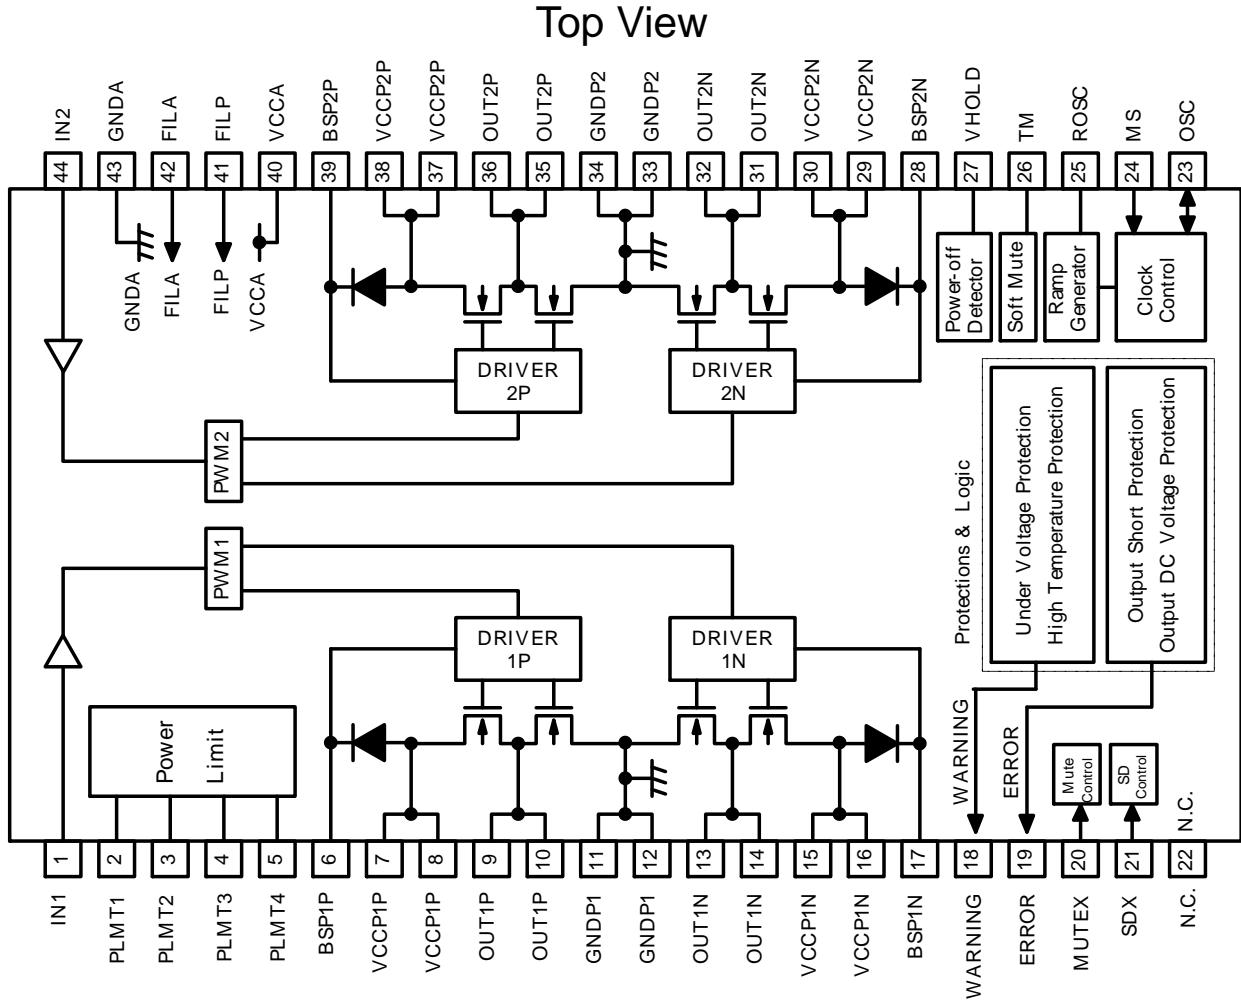 Top View
IN2
GNDA
FILA
FILP
VCCA
BSP2P
VCCP2P
VCCP2P
OUT2P
OUT2P
GNDP2
GNDP2
OUT2N
OUT2N
VCCP2N
VCCP2N
BSP2N
VHOLD
TM
ROSC
MS
OSC
44
43
42
41
40
39
38
37
36
35
34
33
32
31
30
29
28
27
26
25
24
23
GNDA
FILA
FILP
VCCA
Power-off
Detector
Soft Mute
Ramp
Generator
Clock
Control
DRIVER
2P
DRIVER
2N
PWM2
PWM1
DRIVER
1P
DRIVER
1N
Protections & Logic
Under Voltage Protection
High Temperature Protection
Output Short Protection
Output DC Voltage Protection
Power
Limit
WARNING
ERROR
Mute
Control
SD
Control
N.C.
1
2
3
4
5
6
7
8
9
10
11
12
13
14
15
16
17
18
19
20
21
22
IN1
PLMT1
PLMT2
PLMT3
PLMT4
BSP1P
VCCP1P
VCCP1P
OUT1P
OUT1P
GNDP1
GNDP1
OUT1N
OUT1N
VCCP1N
VCCP1N
BSP1N
WARNING
ERROR
MUTEX
SDX
N.C.